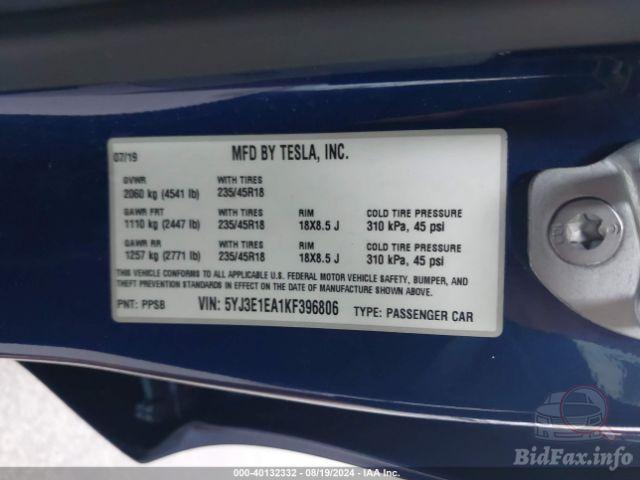 07/19 MFD BY TESLA, INC.
GVWR WITH TIRES
2060 kg (4541 lb) 235/45R18
GAWR FRT WITH TIRES RIM COLD TIRE PRESSURE
1110 kg (2447 lb) 235/45R18 18X8.5 J 310 kPa, 45 psi
GAWR RR WITH TIRES RIM COLD TIRE PRESSURE
1257 kg (2771 lb) 235/45R18 18X8.5 J 310 kPa, 45 psi
THIS VEHICLE CONFORMS TO ALL APPLICABLE U.S. FEDERAL MOTOR VEHICLE SAFETY, BUMPER, AND
THEFT PREVENTION STANDARDS IN EFFECT ON THE DATE OF MANUFACTURE SHOWN ABOVE.
PNT: PPSB VIN: 5YJ3E1EA1KF396806 TYPE: PASSENGER CAR
BidFax.info
000-40132332 - 08/19/2024 - IAA Inc.